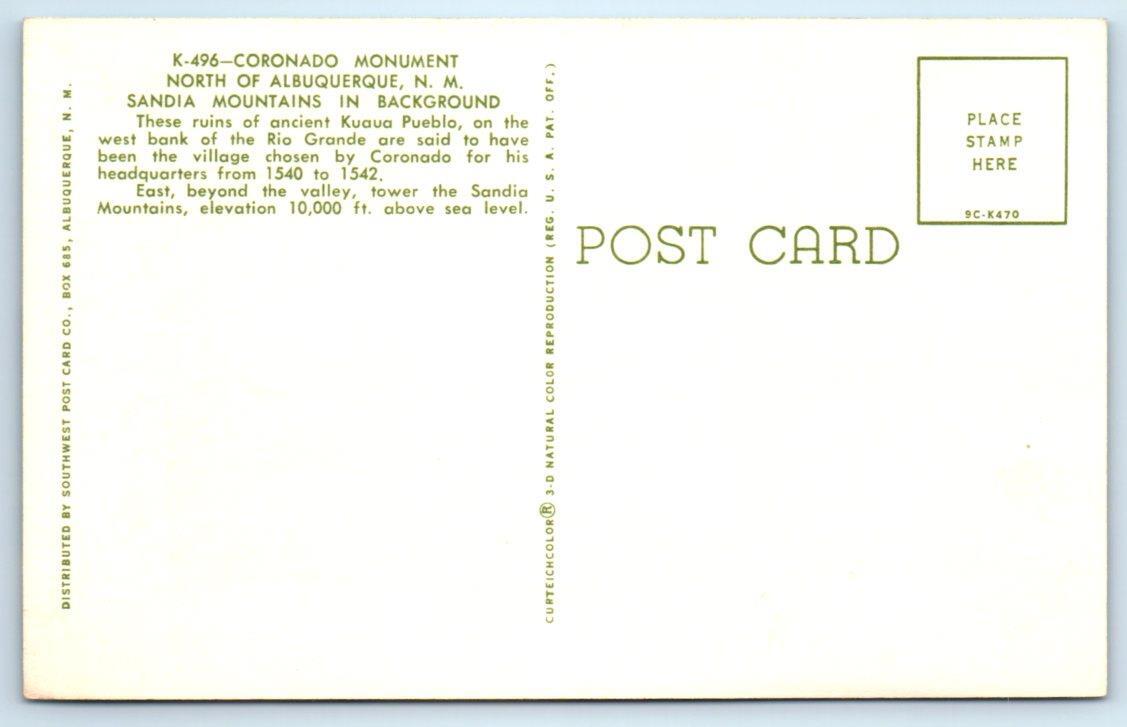 K-496—CORONADO MONUMENT
NORTH OF ALBUQUERQUE, N. M.
SANDIA MOUNTAINS IN BACKGROUND
These ruins of ancient Kuaua Pueblo, on the
west bank of the Rio Grande are said to have
been the village chosen by Coronado for his
headquarters from 1540 to 1542.
East, beyond the valley, tower the Sandia
Mountains, elevation 10,000 ft. above sea level.
DISTRIBUTED BY SOUTHWEST POST CARD CO., BOX 685, ALBUQUERQUE, N. M.
CURTEICHCOLOR® 3-D NATURAL COLOR REPRODUCTION (REG. U. S. A. PAT. OFF.)
POST CARD
PLACE
STAMP
HERE
9C-K470